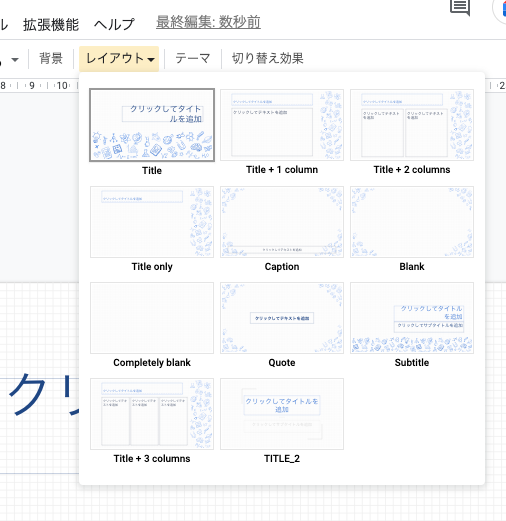 ル 拡張機能 ヘルプ 最終編集: 数秒前
背景 レイアウト テーマ 切り替え効果
8 9 10
クリックしてタイト
ルを追加
クリックしてタイトルを追加
クリックしてテキストを追加
クリックしてタイトルを追加
クリックしてテキスト
を追加
クリックしてテキスト
を追加
Title
Title + 1 column
Title + 2 columns
クリックしてタイトルを追加
クリックしてテキストを追加
Title only
Caption
Blank
クリックしてテキストを追加
クリックしてタイトル
を追加
クリックしてサブタイトルを追加
Completely blank
Quote
Subtitle
クリックしてタイトルを追加
クリックしてテキ
ストを追加
クリックしてテキ
ストを追加
クリックしてテキ
ストを追加
クリックしてタイトルを
追加
クリックしてサブタイトルを追加
Title + 3 columns
TITLE_2
クリ